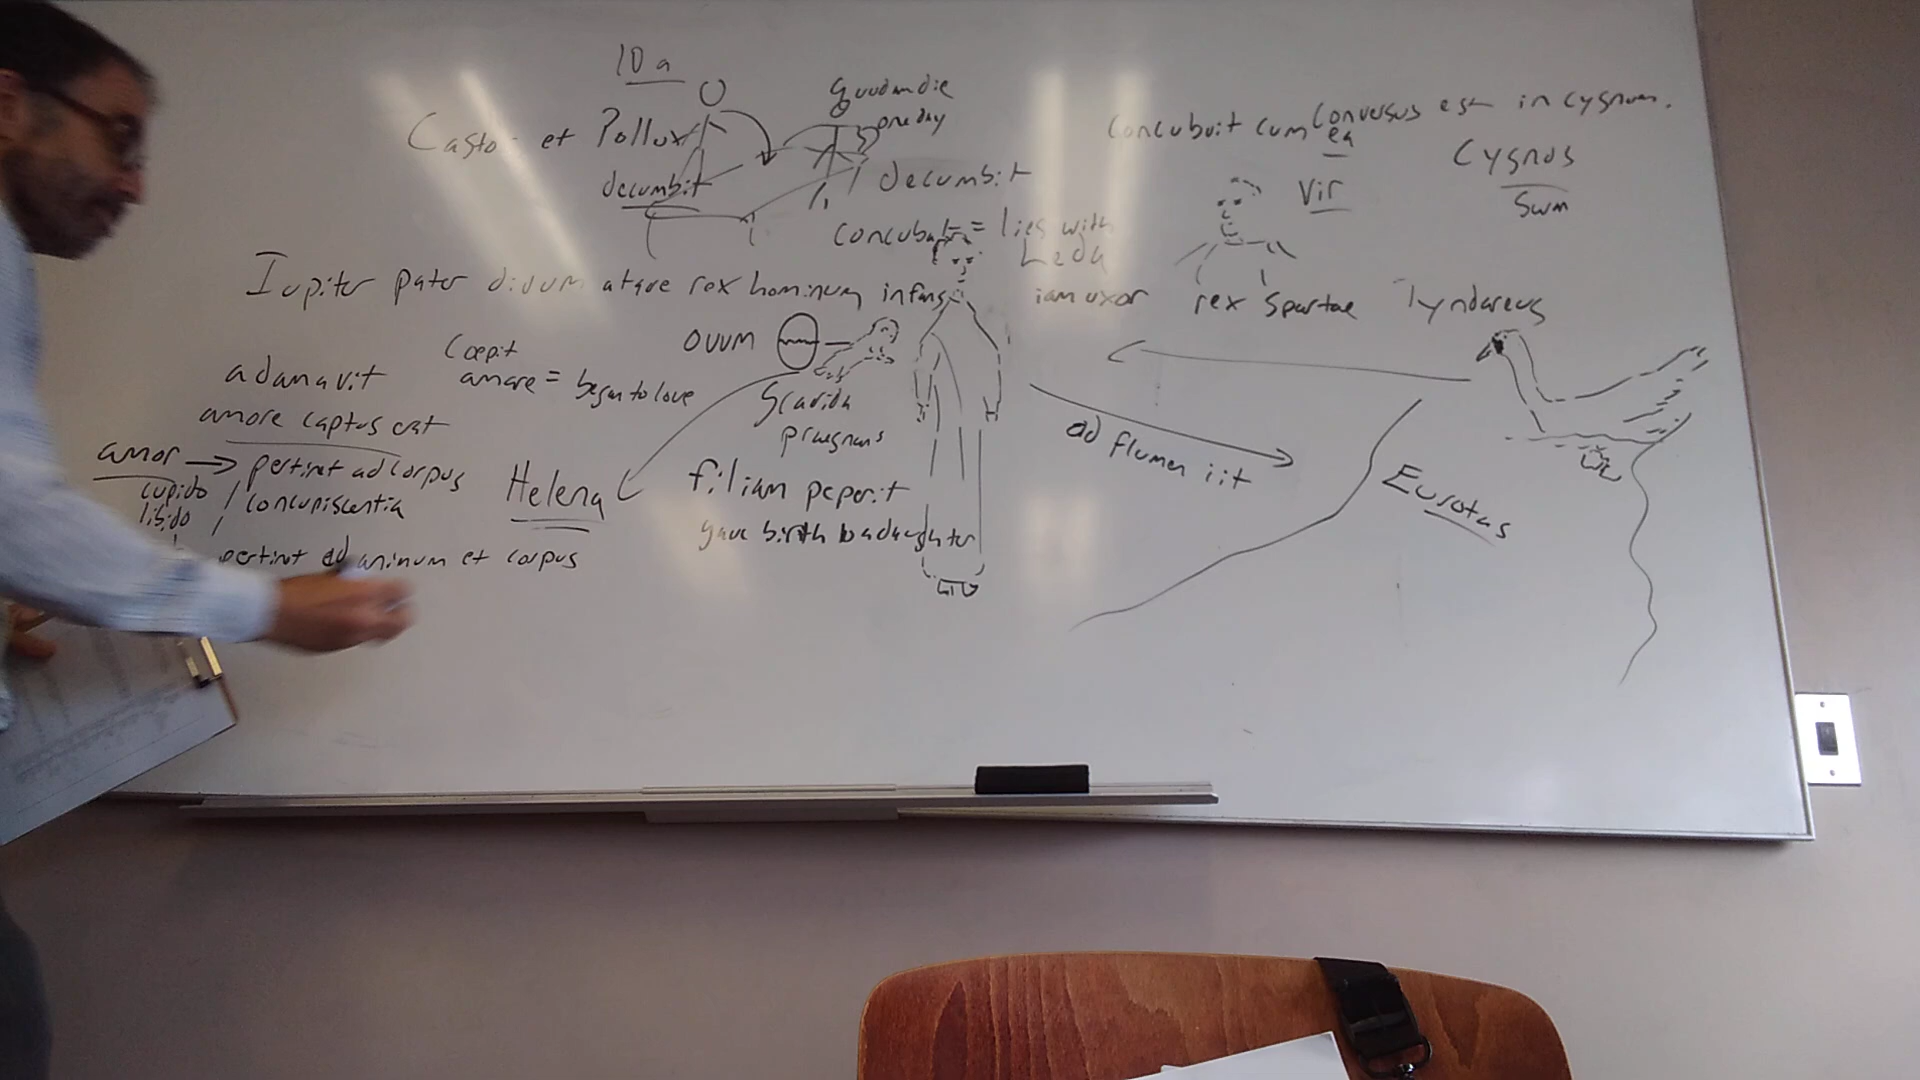 10 a
quodam die
one day
Castor et Pollux
decumbit
decumbit
concubuit cum ea
conversus est in cygnum.
Vir
Cygnus
Swan
= lies with
Leda
Iupiter pater divum atque rex hominum
infans
iam uxor
rex Spartae
Tyndareus
ovum
adamavit
coepit
amare = began to love
amore captus est
gravida
praegnans
amor → pertinet ad corpus
cupido / concupiscentia
libido /
pertinet ad animum et corpus
Helena
filiam peperit
gave birth to a daughter
ad flumen iit
Eurotas